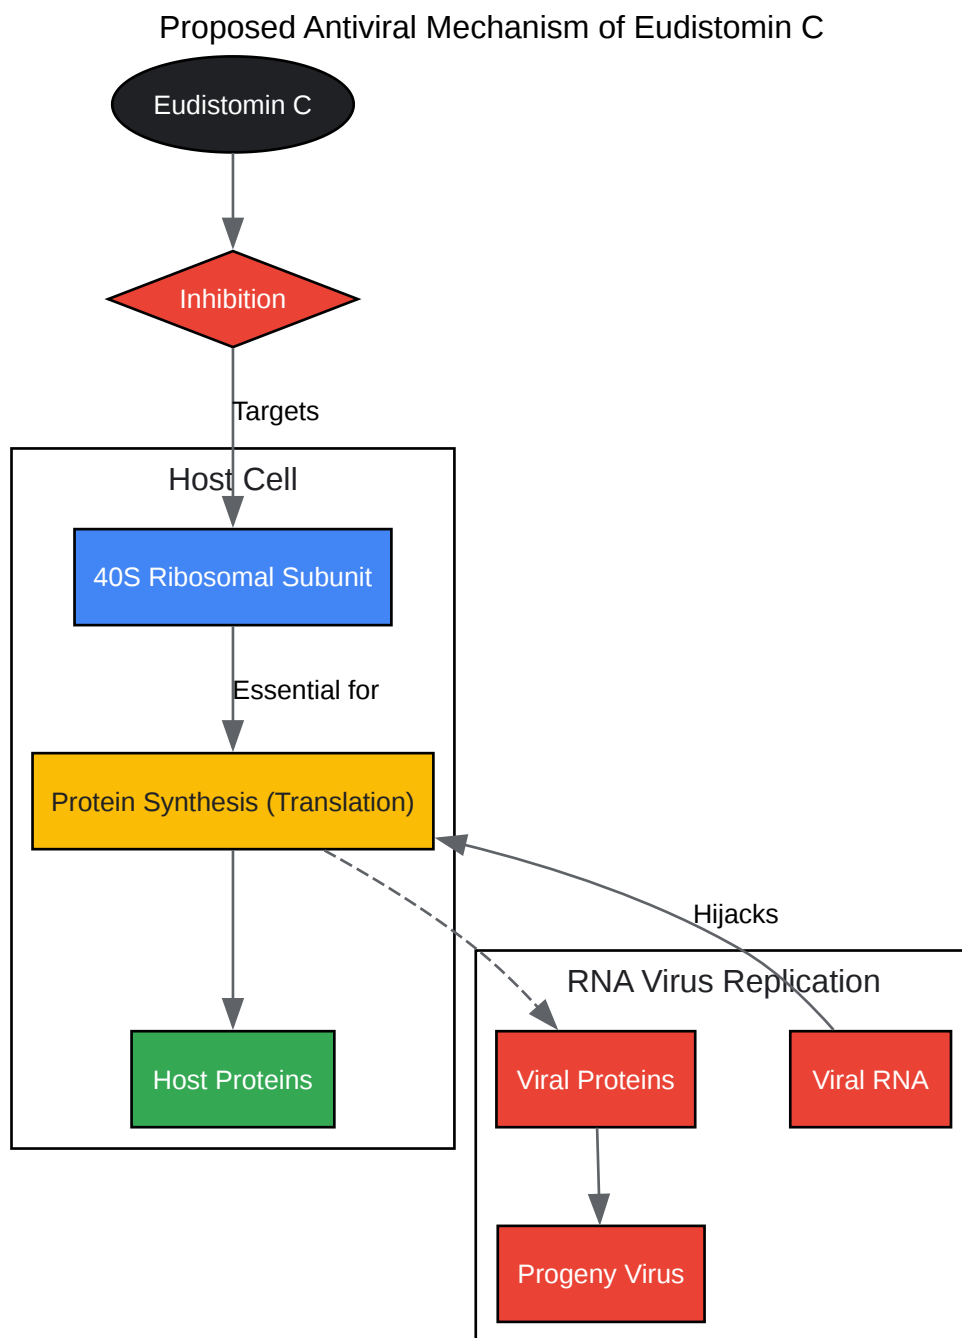 Proposed Antiviral Mechanism of Eudistomin C
Eudistomin C
Inhibition
Targets
Host Cell
40S Ribosomal Subunit
Essential for
Protein Synthesis (Translation)
Hijacks
RNA Virus Replication
Host Proteins
Viral Proteins
Viral RNA
Progeny Virus